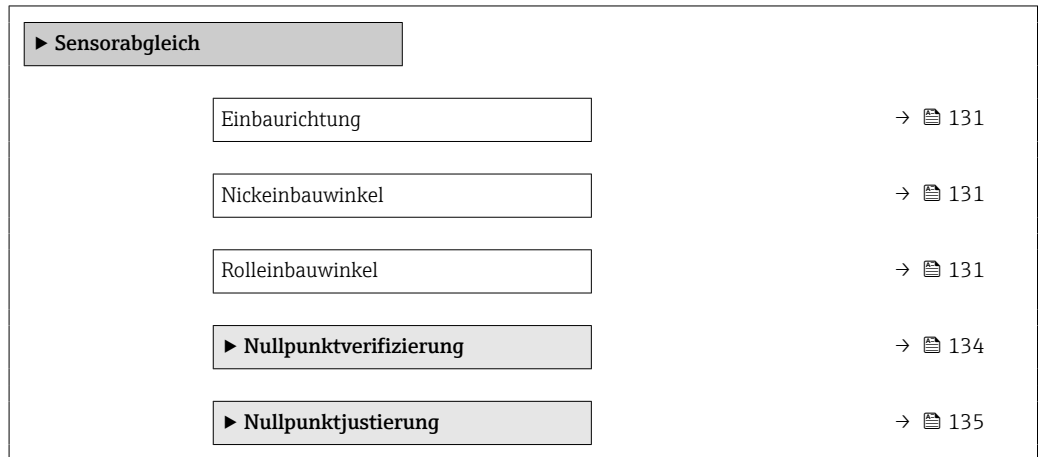 ▶ Sensorabgleich
Einbaurichtung → 131
Nickeinbauwinkel → 131
Rolleinbauwinkel → 131
▶ Nullpunktverifizierung → 134
▶ Nullpunktjustierung → 135